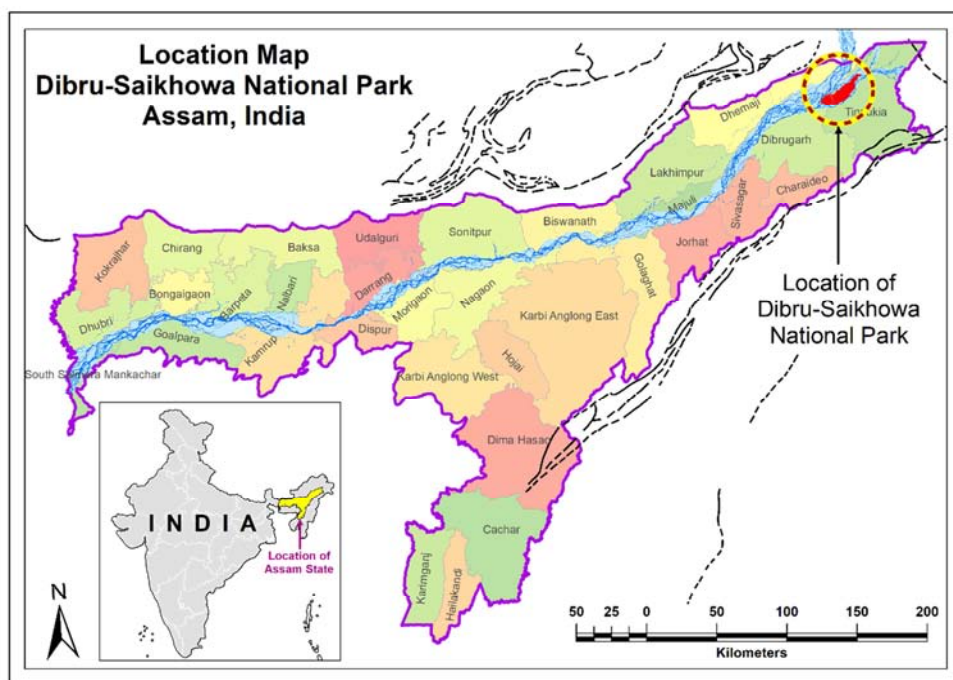 Location Map
Dibru-Saikhowa National Park
Assam, India
Dhemaji
Tinsukia
Dibrugarh
Lakhimpur
Majuli
Sivasagar
Charaideo
Jorhat
Kokrajhar
Chirang
Baksa
Udalguri
Sonitpur
Biswanath
Golaghat
Bongaigaon
Barpeta
Nalbari
Darrang
Morigaon
Nagaon
Karbi Anglong East
Dhubri
Goalpara
Kamrup
Dispur
Hojai
Karbi Anglong West
South Salmara Mankachar
Dima Hasao
Cachar
Karimganj
Hailakandi
Location of
Dibru-Saikhowa
National Park
INDIA
Location of
Assam State
N
50 25 0 50 100 150 200
Kilometers